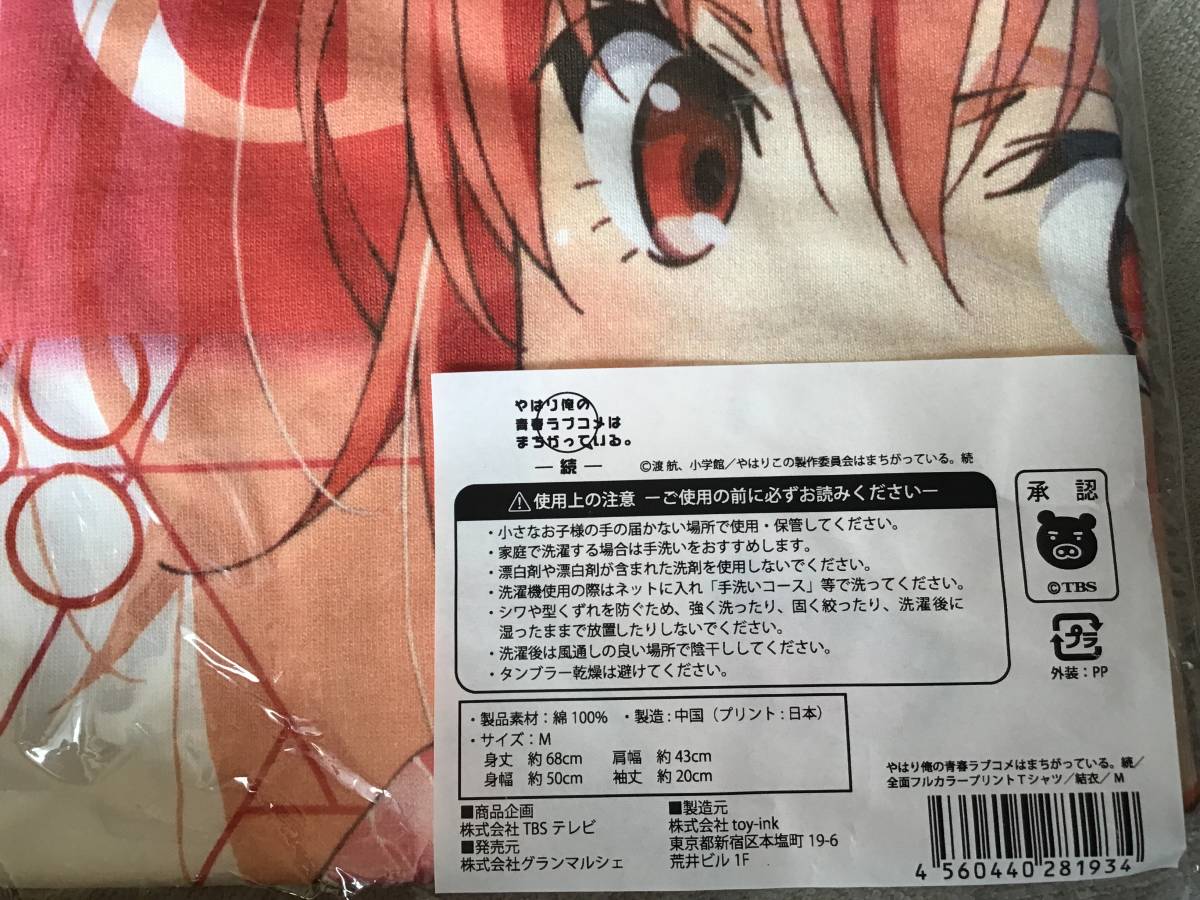 やはり俺の
青春ラブコメは
まちがっている。
― 続 ―
©渡 航、小学館／やはりこの製作委員会はまちがっている。続
使用上の注意 ーご使用の前に必ずお読みくださいー
・小さなお子様の手の届かない場所で使用・保管してください。
・家庭で洗濯する場合は手洗いをおすすめします。
・漂白剤や漂白剤が含まれた洗剤を使用しないでください。
・洗濯機使用の際はネットに入れ「手洗いコース」等で洗ってください。
・シワや型くずれを防ぐため、強く洗ったり、固く絞ったり、洗濯後に
湿ったままで放置したりしないでください。
・洗濯後は風通しの良い場所で陰干ししてください。
・タンブラー乾燥は避けてください。
承 認
©TBS
プラ
外装：PP
・製品素材：綿 100% ・製造：中国（プリント：日本）
・サイズ：M
身丈 約 68cm 肩幅 約 43cm
身幅 約 50cm 袖丈 約 20cm
■商品企画
株式会社 TBS テレビ
■発売元
株式会社グランマルシェ
■製造元
株式会社 toy-ink
東京都新宿区本塩町 19-6
荒井ビル 1F
やはり俺の青春ラブコメはまちがっている。続／
全面フルカラープリントTシャツ／結衣／ M
4 560440 281934